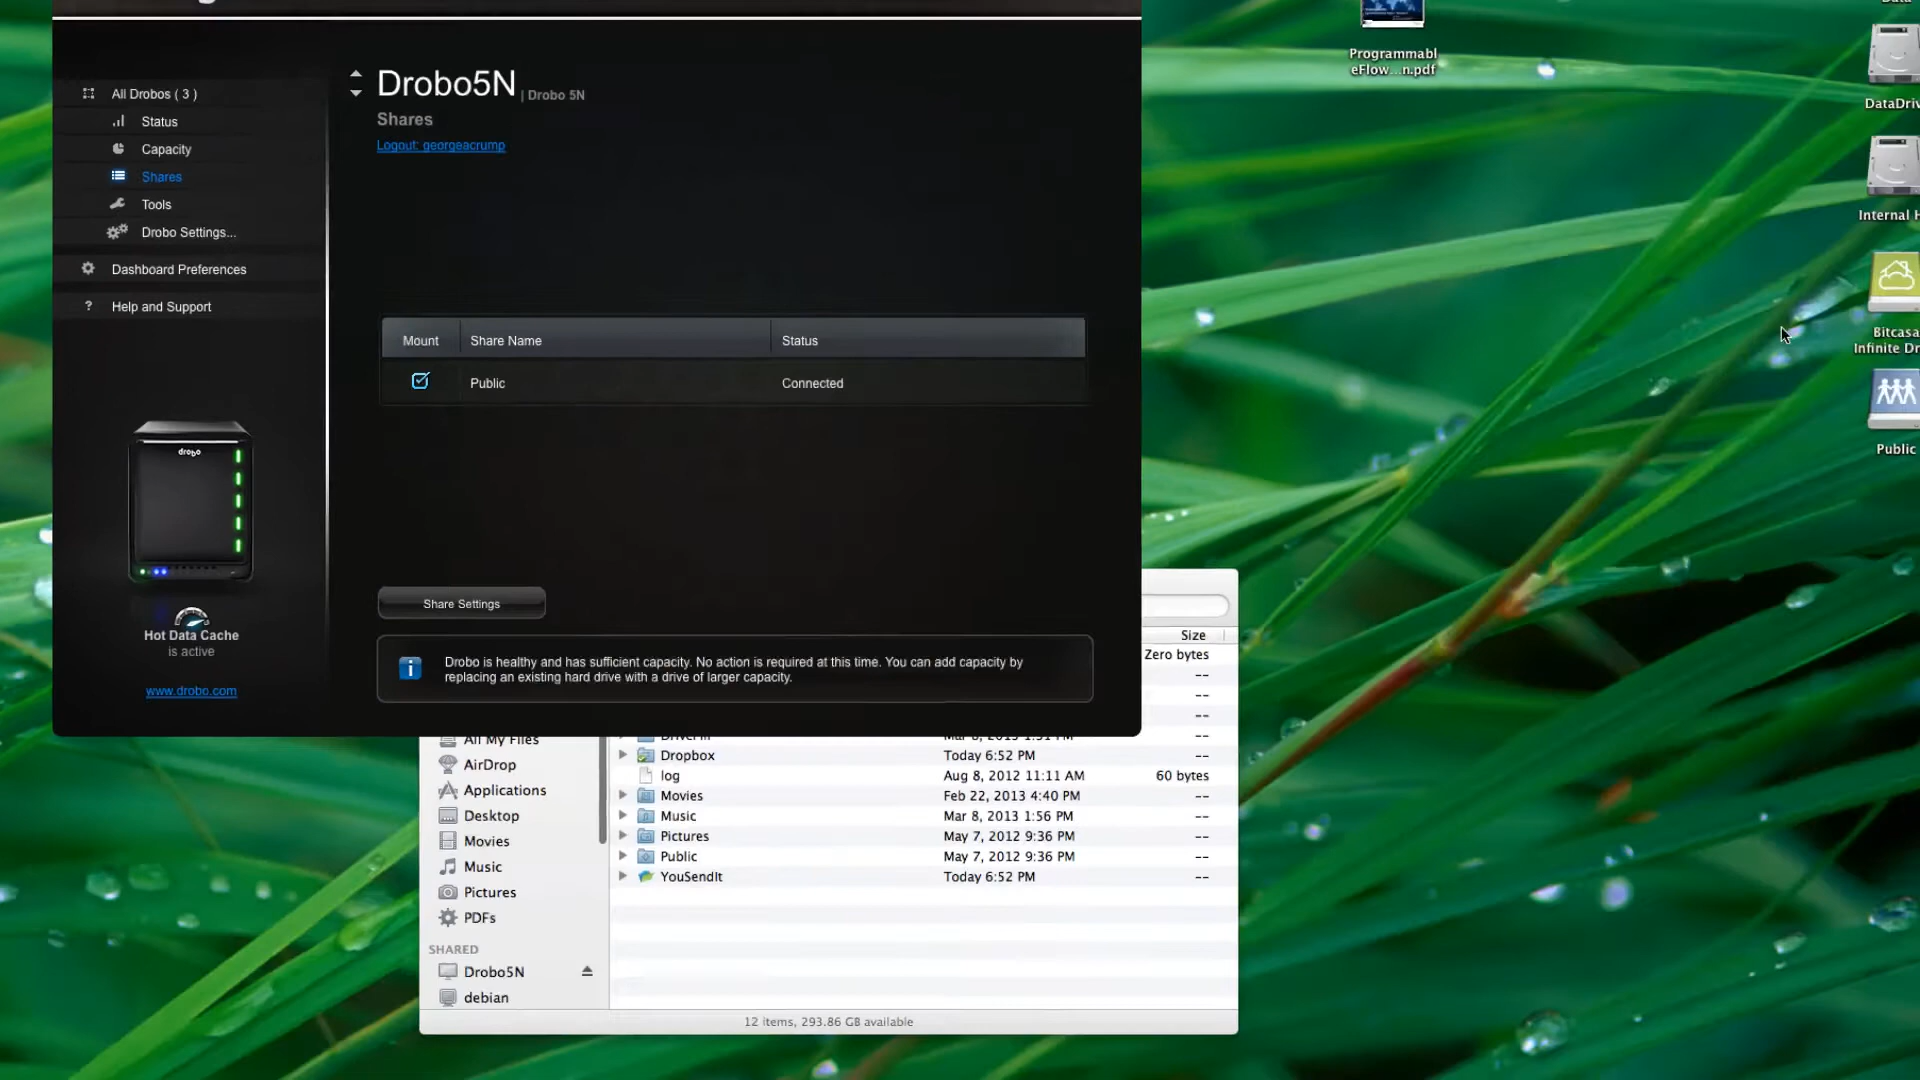 Drobo5N | Drobo 5N
Shares
Logout: georgeacrump
All Drobos ( 3 )
Status
Capacity
Shares
Tools
Drobo Settings...
Dashboard Preferences
? Help and Support
drobo
Hot Data Cache
is active
www.drobo.com
Mount Share Name Status
Public Connected
Share Settings
i
Drobo is healthy and has sufficient capacity. No action is required at this time. You can add capacity by
replacing an existing hard drive with a drive of larger capacity.
Size
Zero bytes
--
--
--
All My Files
AirDrop
Applications
Desktop
Movies
Music
Pictures
PDFs
SHARED
Drobo5N
debian
Dropbox Today 6:52 PM --
log Aug 8, 2012 11:11 AM 60 bytes
Movies Feb 22, 2013 4:40 PM --
Music Mar 8, 2013 1:56 PM --
Pictures May 7, 2012 9:36 PM --
Public May 7, 2012 9:36 PM --
YouSendIt Today 6:52 PM --
12 items, 293.86 GB available
Programmabl
eFlow...n.pdf
Data
DataDriv
Internal H
Bitcasa
Infinite Dr
Public